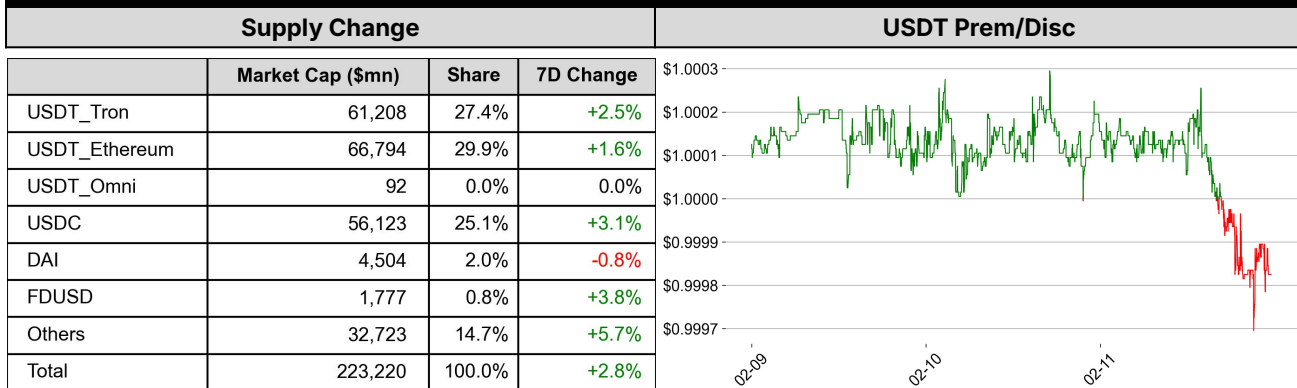 Supply Change
Market Cap ($mn) Share 7D Change
USDT_Tron 61,208 27.4% +2.5%
USDT_Ethereum 66,794 29.9% +1.6%
USDT_Omni 92 0.0% 0.0%
USDC 56,123 25.1% +3.1%
DAI 4,504 2.0% -0.8%
FDUSD 1,777 0.8% +3.8%
Others 32,723 14.7% +5.7%
Total 223,220 100.0% +2.8%
USDT Prem/Disc
$1.0003
$1.0002
$1.0001
$1.0000
$0.9999
$0.9998
$0.9997
02-09 02-10 02-11